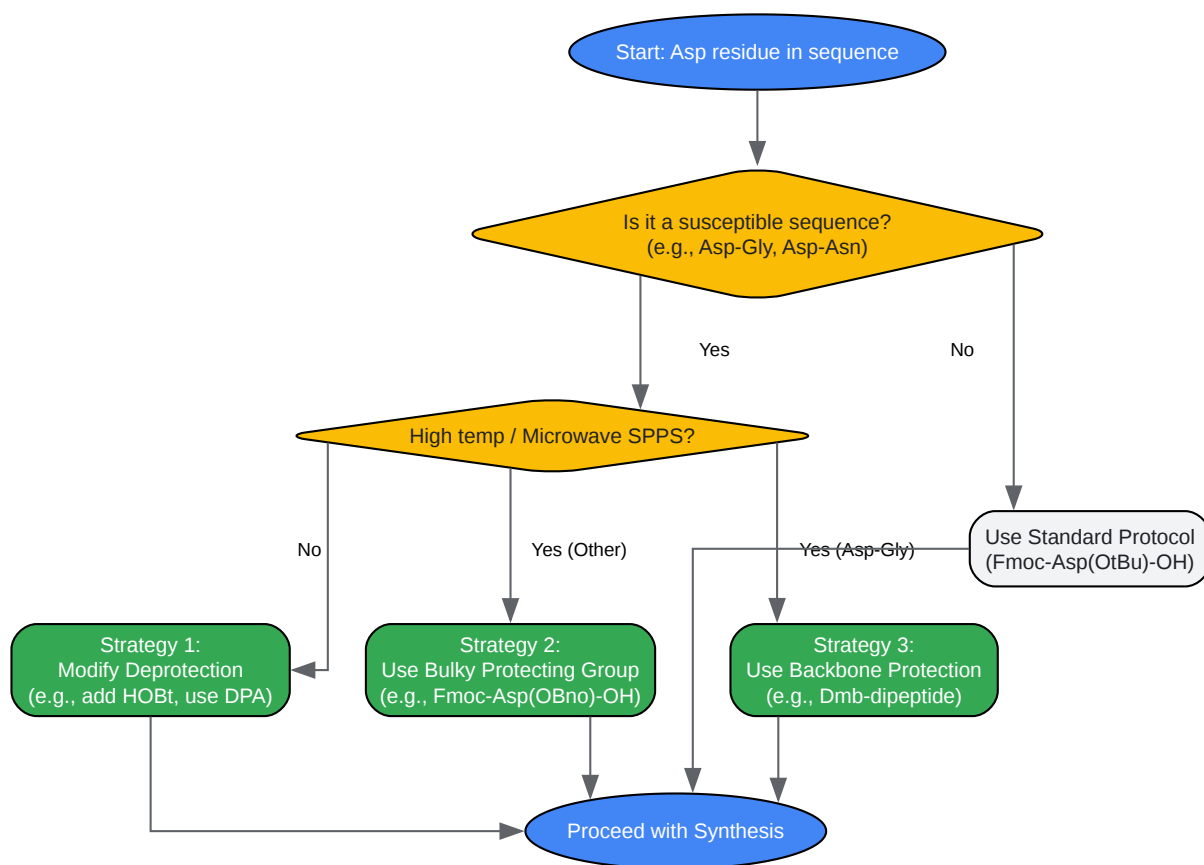 Start: Asp residue in sequence
Is it a susceptible sequence?
(e.g., Asp-Gly, Asp-Asn)
Yes
No
High temp / Microwave SPPS?
No
Yes (Other)
Yes (Asp-Gly)
Use Standard Protocol
(Fmoc-Asp(OtBu)-OH)
Strategy 1:
Modify Deprotection
(e.g., add HOBt, use DPA)
Strategy 2:
Use Bulky Protecting Group
(e.g., Fmoc-Asp(OBno)-OH)
Strategy 3:
Use Backbone Protection
(e.g., Dmb-dipeptide)
Proceed with Synthesis